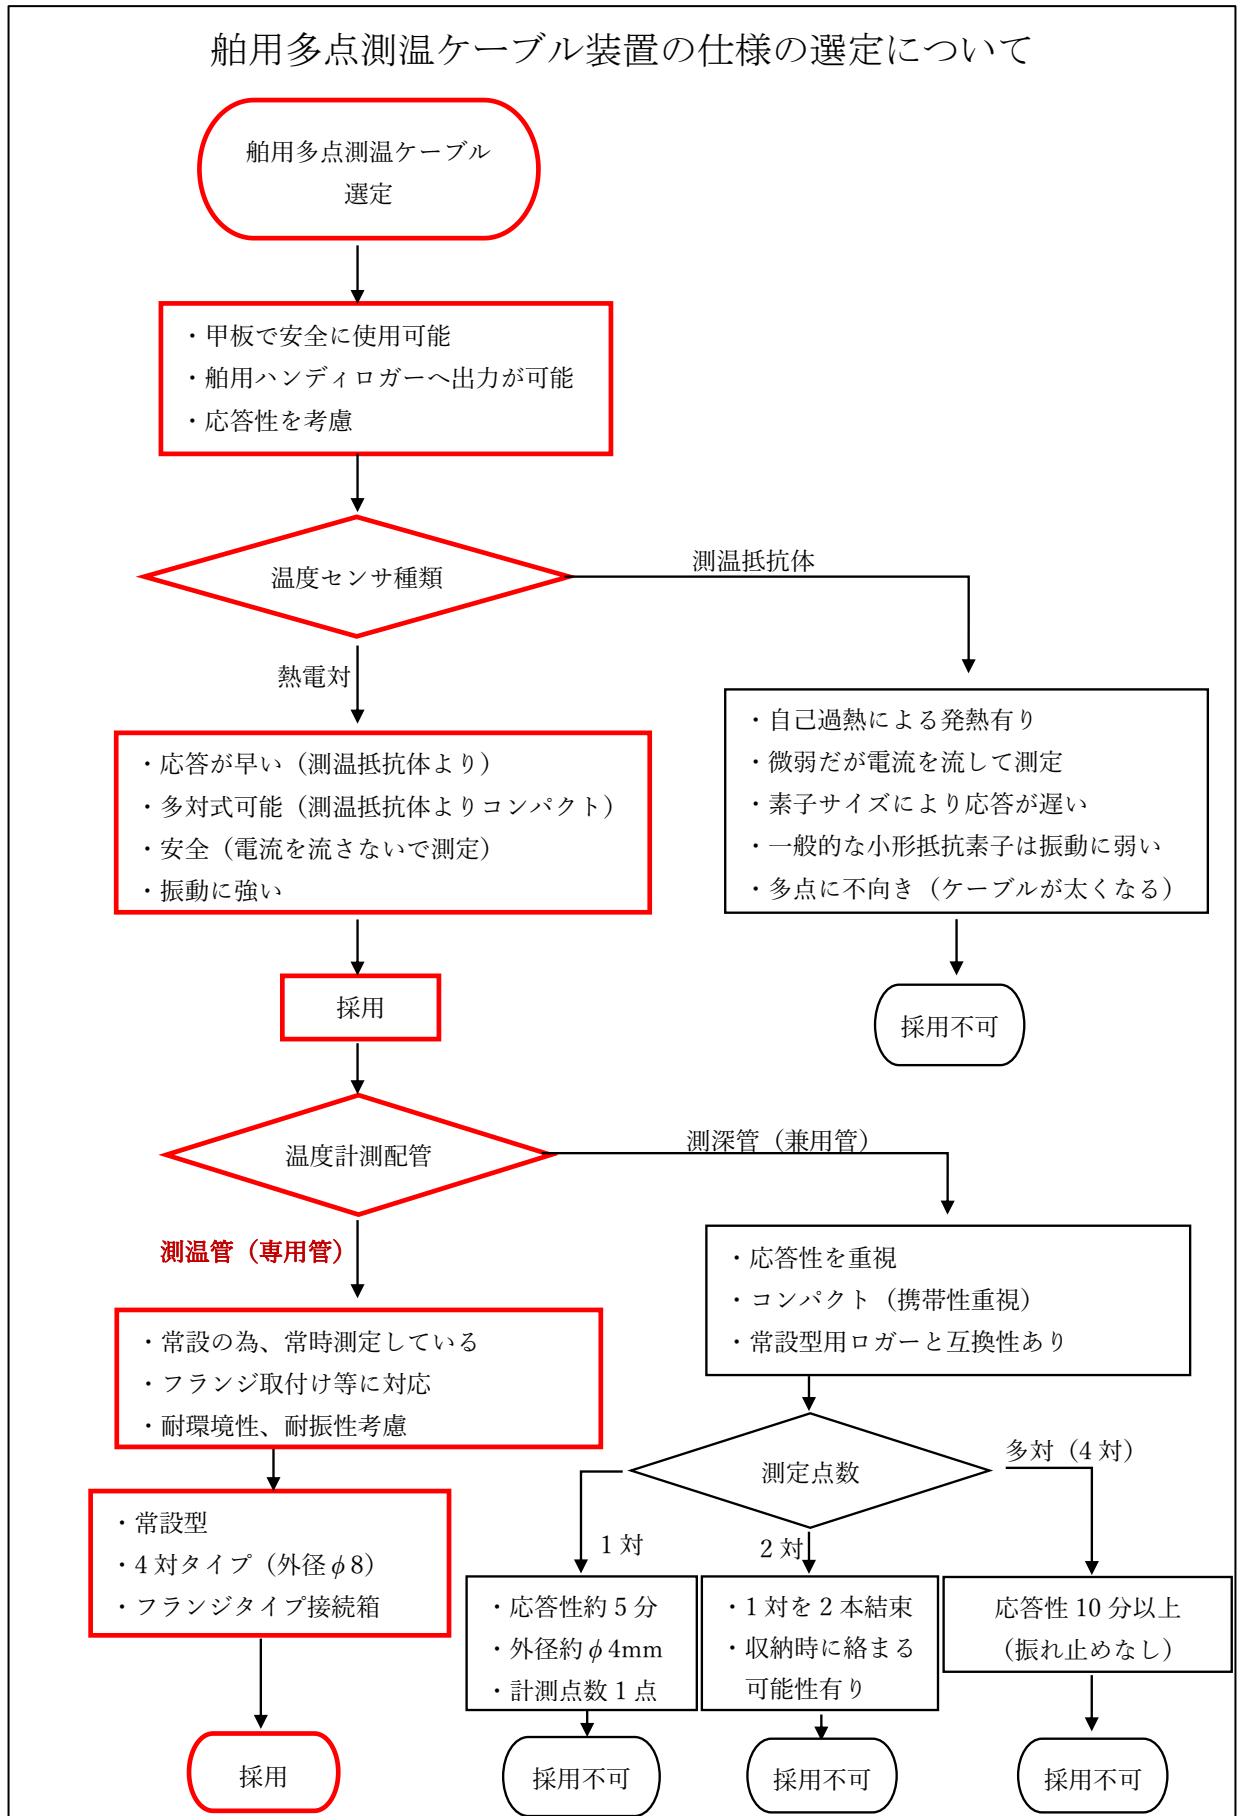 舶用多点測温ケーブル装置の仕様の選定について
舶用多点測温ケーブル
選定
・甲板で安全に使用可能
・舶用ハンディロガーへ出力が可能
・応答性を考慮
温度センサ種類
測温抵抗体
熱電対
・応答が早い（測温抵抗体より）
・多対式可能（測温抵抗体よりコンパクト）
・安全（電流を流さないで測定）
・振動に強い
・自己過熱による発熱有り
・微弱だが電流を流して測定
・素子サイズにより応答が遅い
・一般的な小形抵抗素子は振動に弱い
・多点に不向き（ケーブルが太くなる）
採用
採用不可
温度計測配管
測深管（兼用管）
測温管（専用管）
・常設の為、常時測定している
・フランジ取付け等に対応
・耐環境性、耐振性考慮
・応答性を重視
・コンパクト（携帯性重視）
・常設型用ロガーと互換性あり
測定点数
多対（4 対）
1 対
2 対
・常設型
・4 対タイプ（外径φ8）
・フランジタイプ接続箱
・応答性約 5 分
・外径約φ4mm
・計測点数 1 点
・1 対を 2 本結束
・収納時に絡まる
可能性有り
応答性 10 分以上
（振れ止めなし）
採用
採用不可
採用不可
採用不可